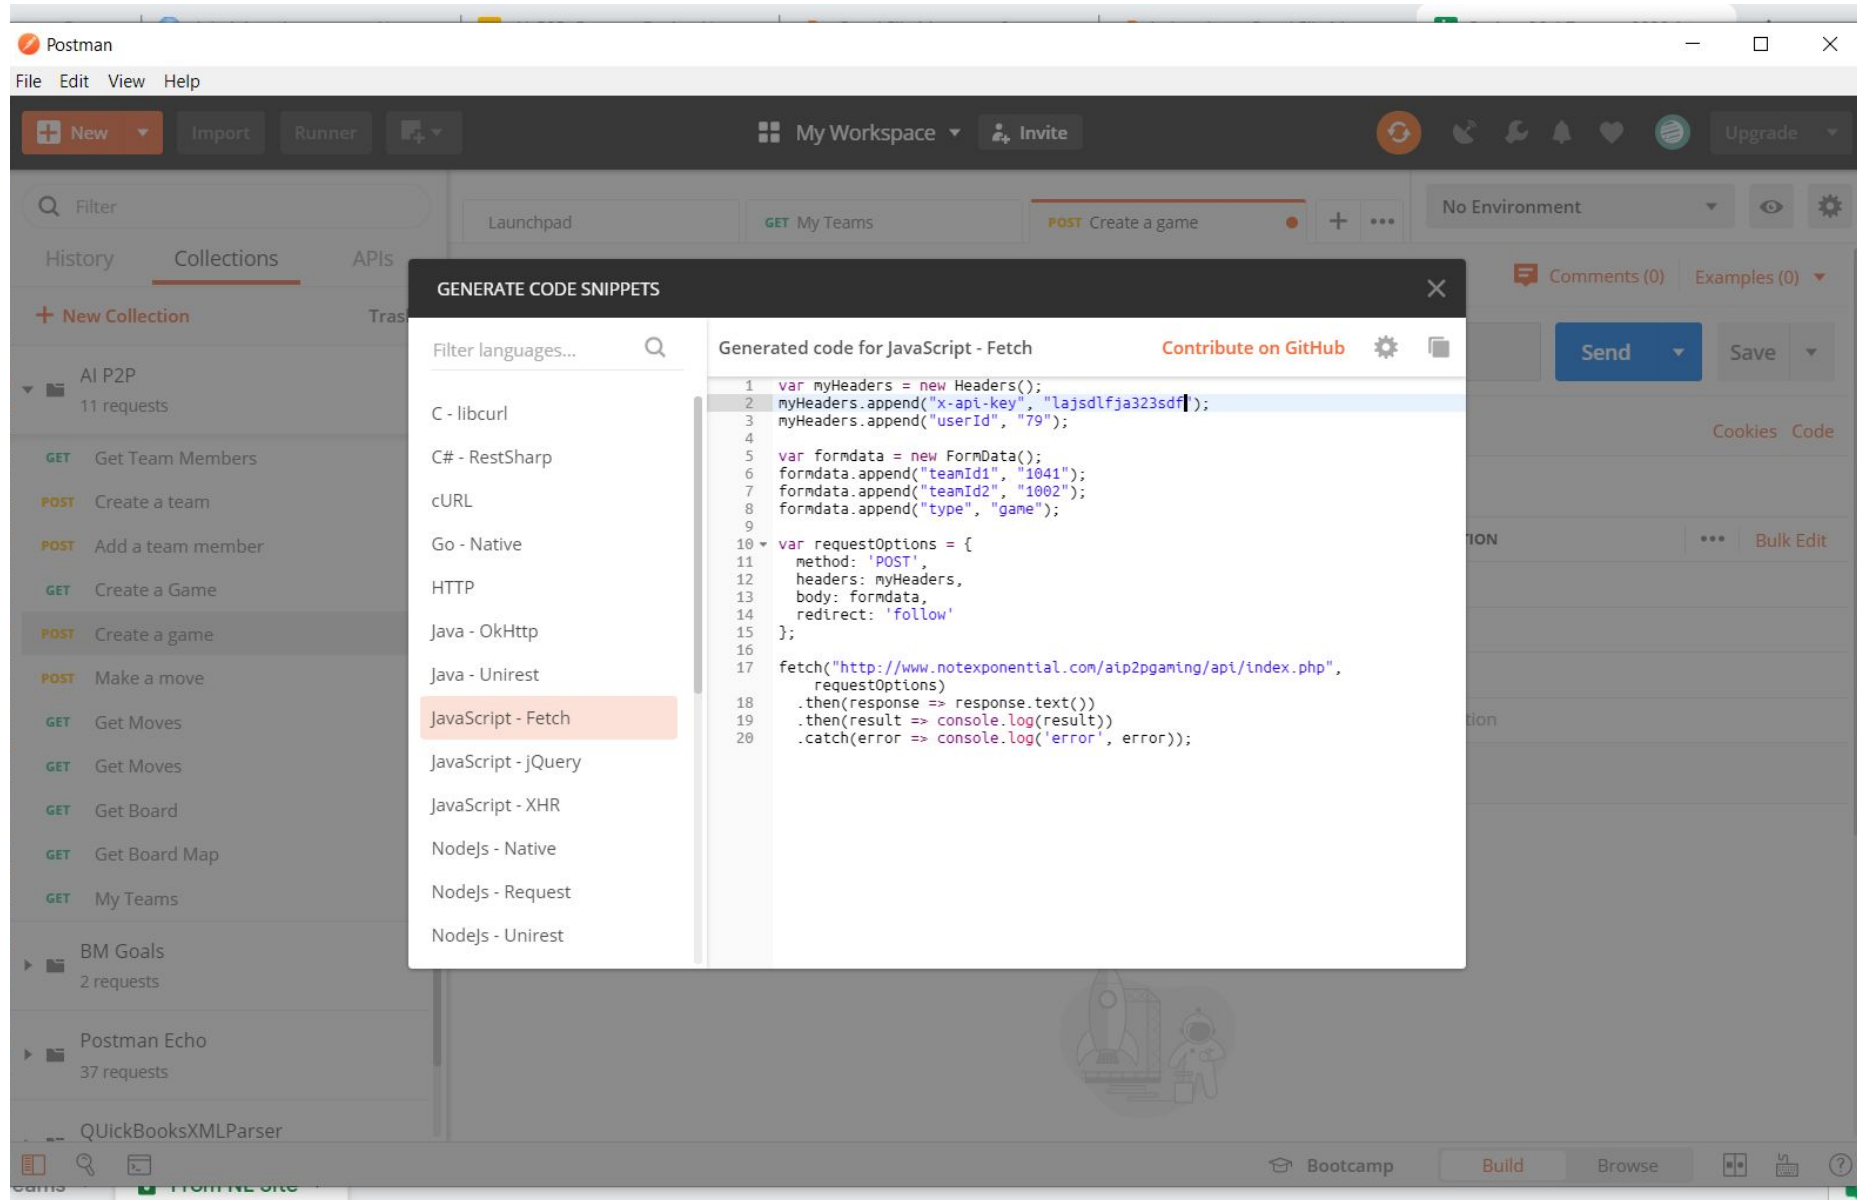 Postman
File Edit View Help
New Import Runner My Workspace Invite Upgrade
Filter
History Collections APIs
Launchpad GET My Teams POST Create a game No Environment
New Collection
AI P2P
11 requests
GET Get Team Members
POST Create a team
POST Add a team member
GET Create a Game
POST Create a game
POST Make a move
GET Get Moves
GET Get Moves
GET Get Board
GET Get Board Map
GET My Teams
BM Goals
2 requests
Postman Echo
37 requests
QUickBooksXMLParser
Comments (0) Examples (0)
Send Save
Cookies Code
Bulk Edit
GENERATE CODE SNIPPETS
Filter languages...
C - libcurl
C# - RestSharp
cURL
Go - Native
HTTP
Java - OkHttp
Java - Unirest
JavaScript - Fetch
JavaScript - jQuery
JavaScript - XHR
NodeJs - Native
NodeJs - Request
NodeJs - Unirest
Generated code for JavaScript - Fetch Contribute on GitHub
1 var myHeaders = new Headers();
2 myHeaders.append("x-api-key", "lajsdlfja323sdf");
3 myHeaders.append("userId", "79");
4
5 var formdata = new FormData();
6 formdata.append("teamId1", "1041");
7 formdata.append("teamId2", "1002");
8 formdata.append("type", "game");
9
10 var requestOptions = {
11 method: 'POST',
12 headers: myHeaders,
13 body: formdata,
14 redirect: 'follow'
15 };
16
17 fetch("http://www.notexponential.com/aip2pgaming/api/index.php",
requestOptions)
18 .then(response => response.text())
19 .then(result => console.log(result))
20 .catch(error => console.log('error', error));
Bootcamp Build Browse